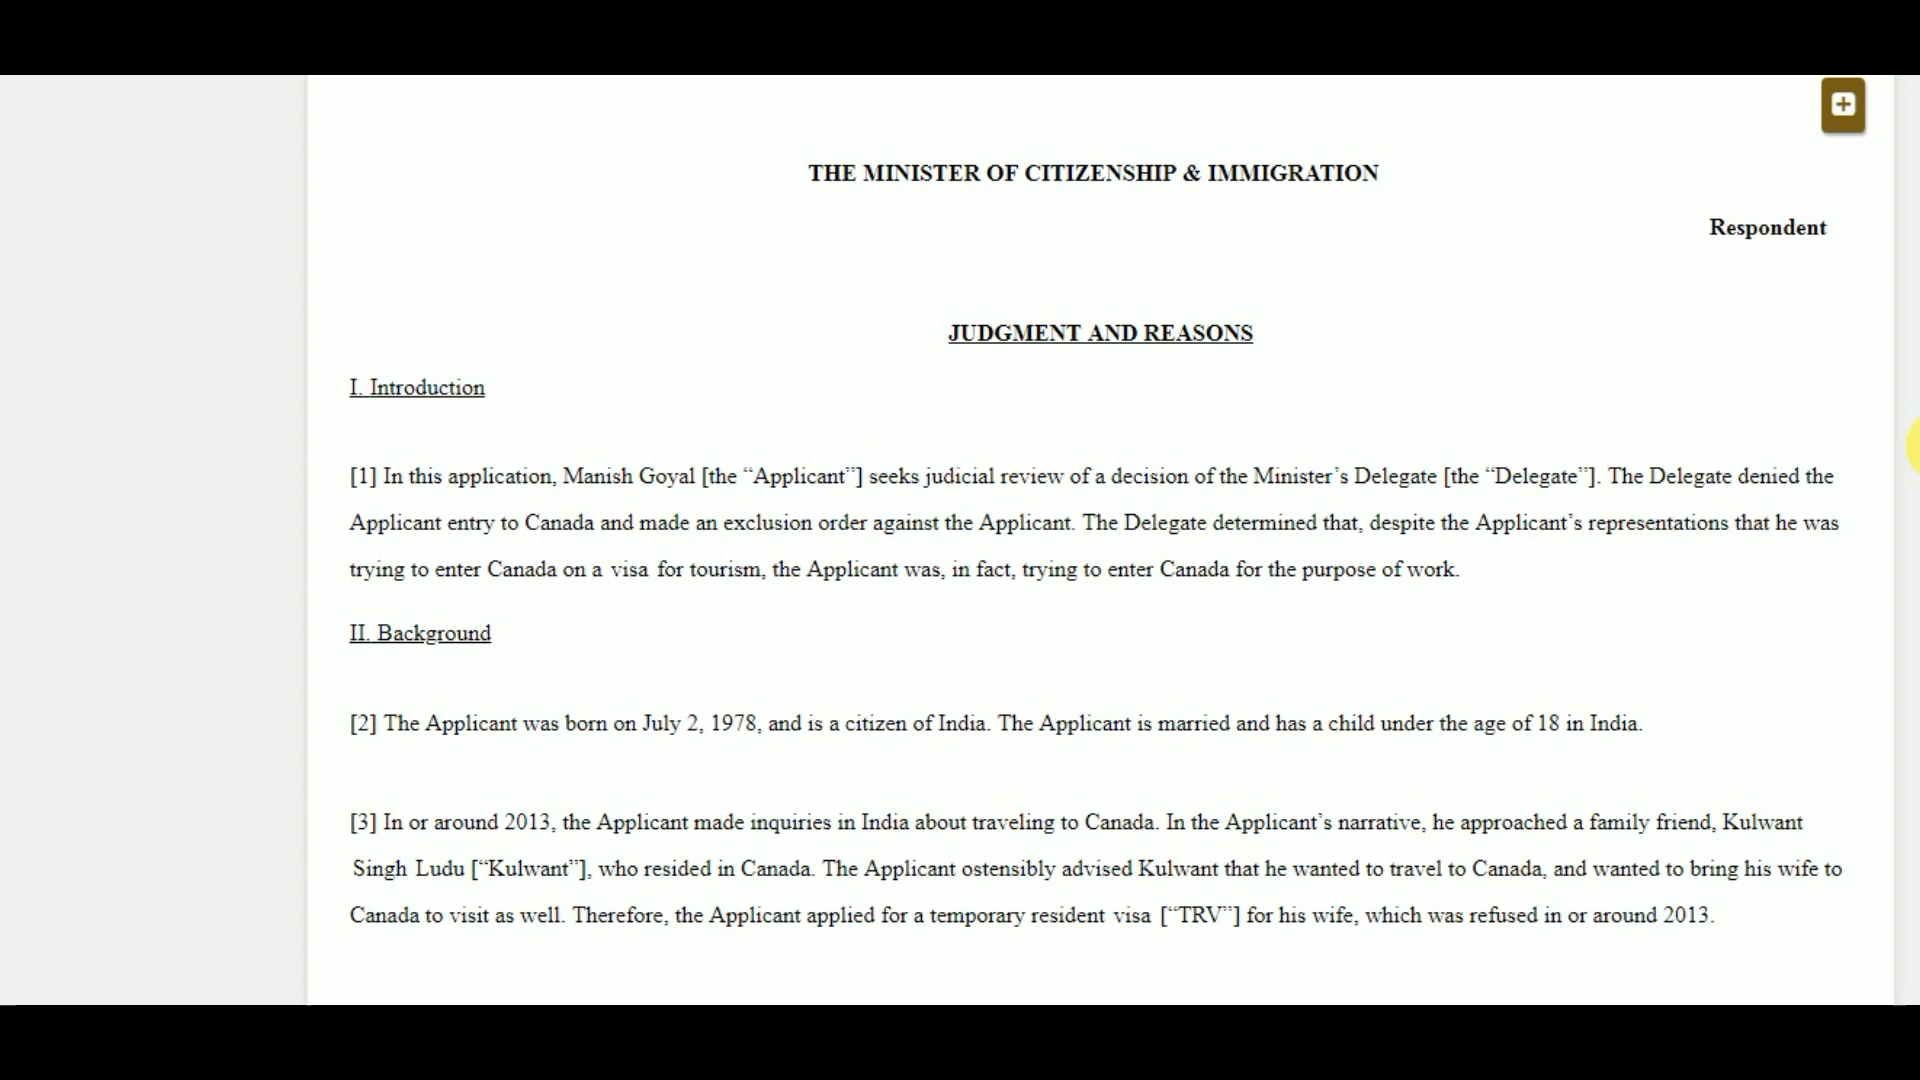 THE MINISTER OF CITIZENSHIP & IMMIGRATION
Respondent
JUDGMENT AND REASONS
I. Introduction
[1] In this application, Manish Goyal [the “Applicant”] seeks judicial review of a decision of the Minister’s Delegate [the “Delegate”]. The Delegate denied the
Applicant entry to Canada and made an exclusion order against the Applicant. The Delegate determined that, despite the Applicant’s representations that he was
trying to enter Canada on a visa for tourism, the Applicant was, in fact, trying to enter Canada for the purpose of work.
II. Background
[2] The Applicant was born on July 2, 1978, and is a citizen of India. The Applicant is married and has a child under the age of 18 in India.
[3] In or around 2013, the Applicant made inquiries in India about traveling to Canada. In the Applicant’s narrative, he approached a family friend, Kulwant
Singh Ludu [“Kulwant”], who resided in Canada. The Applicant ostensibly advised Kulwant that he wanted to travel to Canada, and wanted to bring his wife to
Canada to visit as well. Therefore, the Applicant applied for a temporary resident visa [“TRV”] for his wife, which was refused in or around 2013.